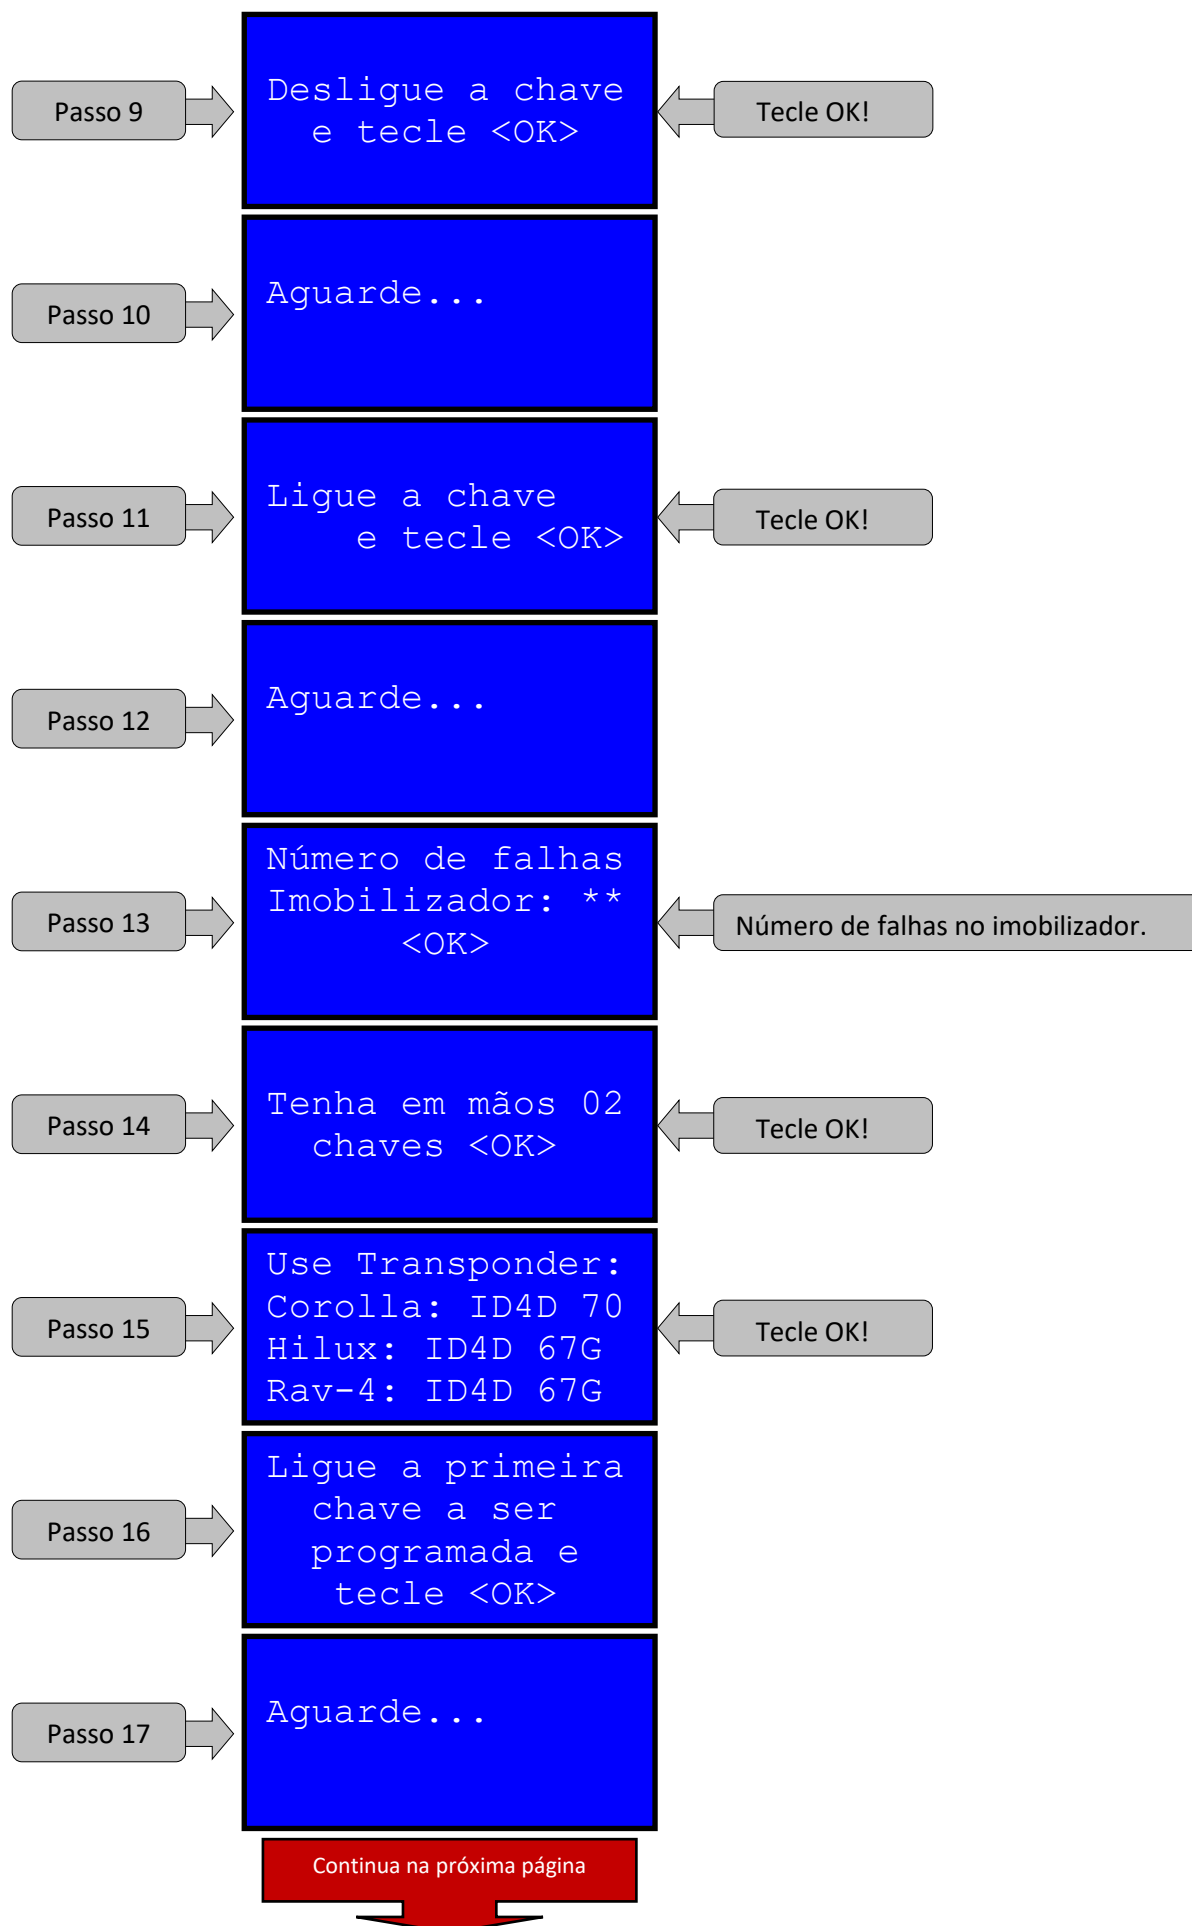 Passo 9
Desligue a chave
e tecle <OK>
Tecle OK!
Passo 10
Aguarde...
Passo 11
Ligue a chave
e tecle <OK>
Tecle OK!
Passo 12
Aguarde...
Passo 13
Número de falhas
Imobilizador: **
<OK>
Número de falhas no imobilizador.
Passo 14
Tenha em mãos 02
chaves <OK>
Tecle OK!
Passo 15
Use Transponder:
Corolla: ID4D 70
Hilux: ID4D 67G
Rav-4: ID4D 67G
Tecle OK!
Passo 16
Ligue a primeira
chave a ser
programada e
tecle <OK>
Passo 17
Aguarde...
Continua na próxima página